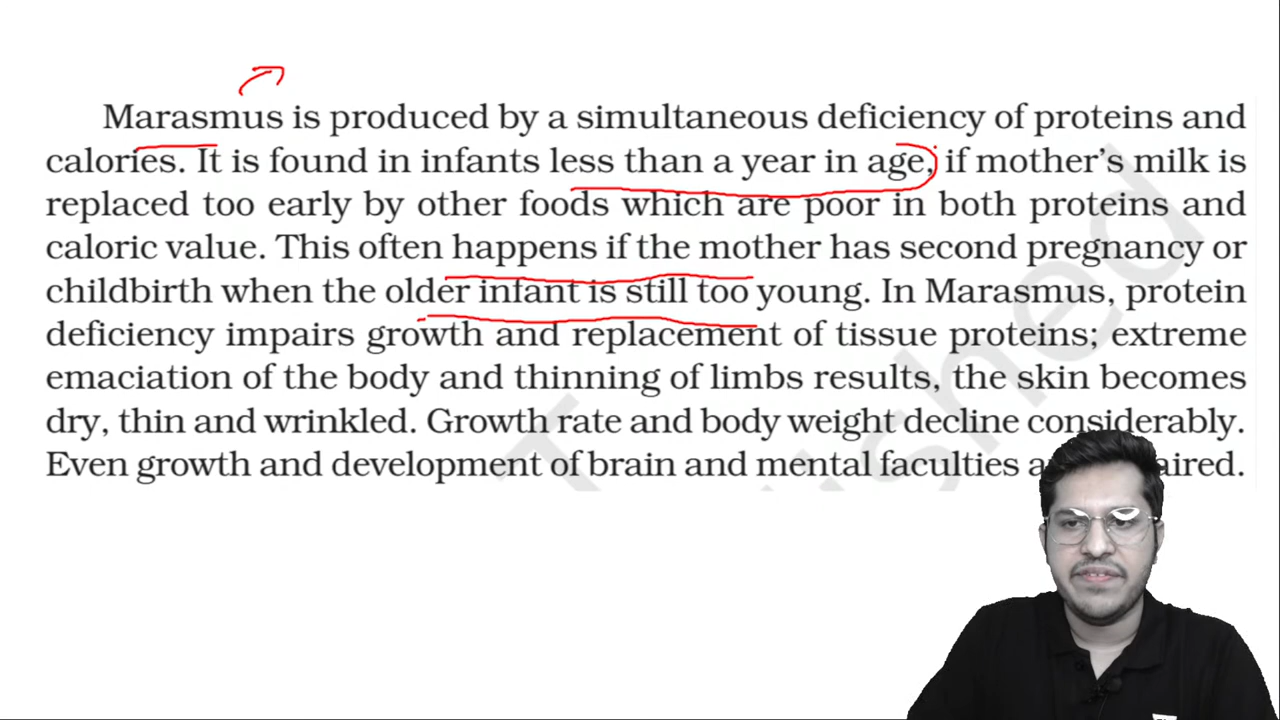 Marasmus is produced by a simultaneous deficiency of proteins and
calories. It is found in infants less than a year in age, if mother's milk is
replaced too early by other foods which are poor in both proteins and
caloric value. This often happens if the mother has second pregnancy or
childbirth when the older infant is still too young. In Marasmus, protein
deficiency impairs growth and replacement of tissue proteins; extreme
emaciation of the body and thinning of limbs results, the skin becomes
dry, thin and wrinkled. Growth rate and body weight decline considerably.
Even growth and development of brain and mental faculties